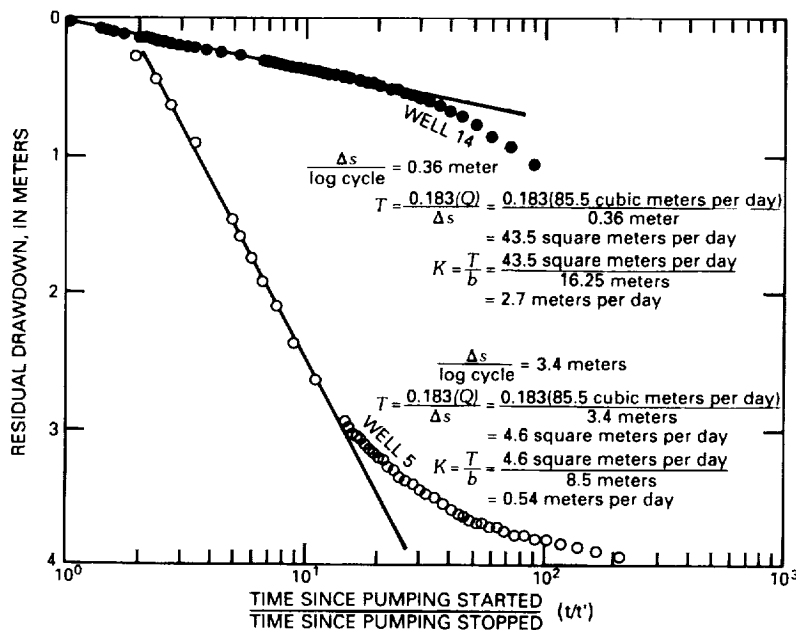 RESIDUAL DRAWDOWN, IN METERS
0
1
2
3
4
WELL 14
Δs / log cycle = 0.36 meter
T = 0.183(Q) / Δs = 0.183(85.5 cubic meters per day) / 0.36 meter
= 43.5 square meters per day
K = T / b = 43.5 square meters per day / 16.25 meters
= 2.7 meters per day
WELL 5
Δs / log cycle = 3.4 meters
T = 0.183(Q) / Δs = 0.183(85.5 cubic meters per day) / 3.4 meters
= 4.6 square meters per day
K = T / b = 4.6 square meters per day / 8.5 meters
= 0.54 meters per day
10⁰ 10¹ 10² 10³
TIME SINCE PUMPING STARTED
TIME SINCE PUMPING STOPPED (t/t')